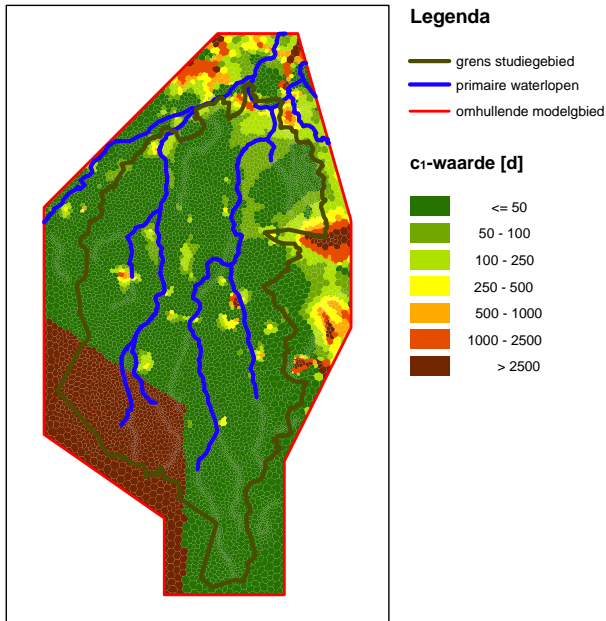 Legenda
grens studiegebied
primaire waterlopen
omhullende modelgbied
c1-waarde [d]
<= 50
50 - 100
100 - 250
250 - 500
500 - 1000
1000 - 2500
> 2500